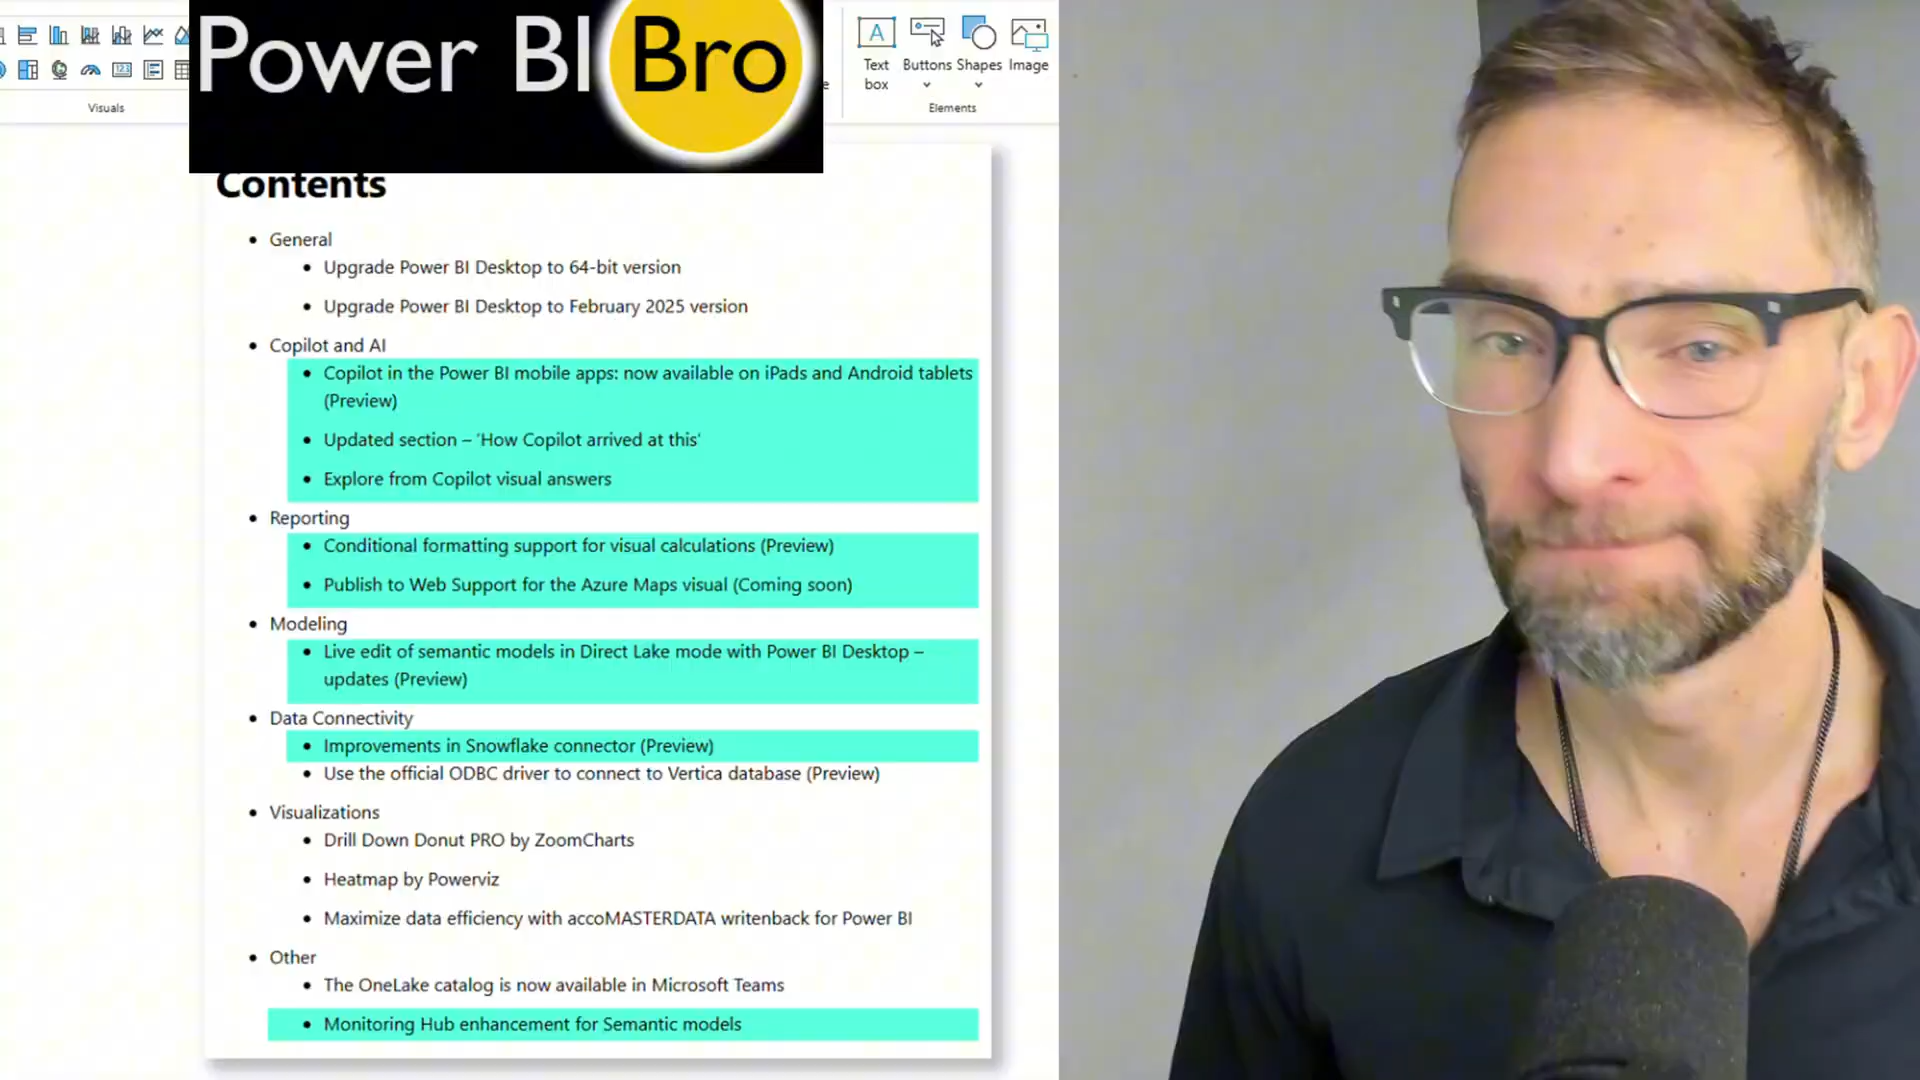 Power BI Bro
Visuals
Text
box
Buttons
Shapes
Image
Elements
Contents
• General
• Upgrade Power BI Desktop to 64-bit version
• Upgrade Power BI Desktop to February 2025 version
• Copilot and AI
• Copilot in the Power BI mobile apps: now available on iPads and Android tablets
(Preview)
• Updated section – ‘How Copilot arrived at this’
• Explore from Copilot visual answers
• Reporting
• Conditional formatting support for visual calculations (Preview)
• Publish to Web Support for the Azure Maps visual (Coming soon)
• Modeling
• Live edit of semantic models in Direct Lake mode with Power BI Desktop –
updates (Preview)
• Data Connectivity
• Improvements in Snowflake connector (Preview)
• Use the official ODBC driver to connect to Vertica database (Preview)
• Visualizations
• Drill Down Donut PRO by ZoomCharts
• Heatmap by Powerviz
• Maximize data efficiency with accoMASTERDATA writenback for Power BI
• Other
• The OneLake catalog is now available in Microsoft Teams
• Monitoring Hub enhancement for Semantic models